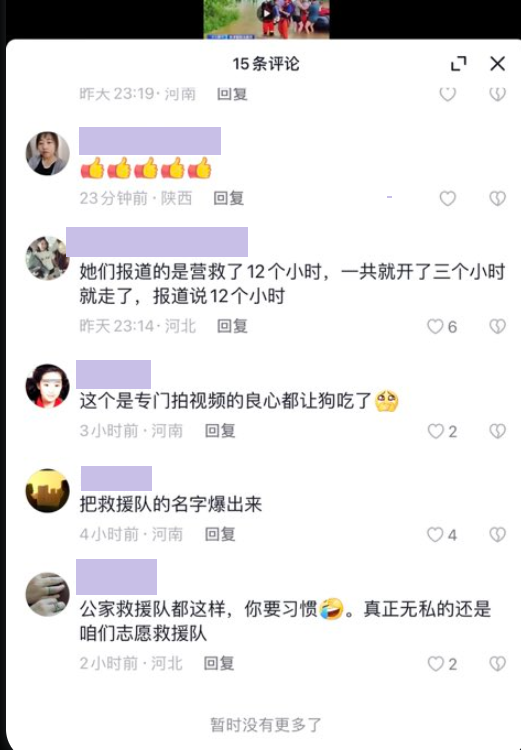 15条评论
昨天 23:19·河南 回复
23分钟前·陕西 回复
她们报道的是营救了12个小时，一共就开了三个小时
就走了，报道说12个小时
昨天 23:14·河北 回复 6
这个是专门拍视频的良心都让狗吃了
3小时前·河南 回复 2
把救援队的名字爆出来
4小时前·河南 回复 4
公家救援队都这样，你要习惯🤣。真正无私的还是
咱们志愿救援队
2小时前·河北 回复 2
暂时没有更多了